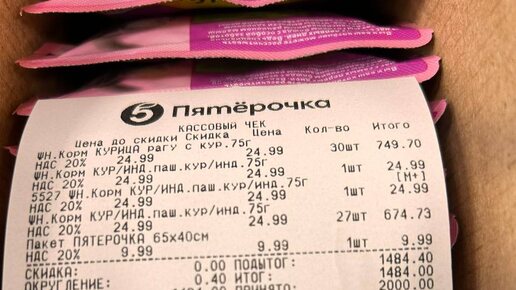 5 Пятёрочка
КАССОВЫЙ ЧЕК
Цена до скидки Скидка Цена Кол-во Итого
ШН.Корм КУРИЦА рагу с кур.75г
24.99 24.99 30шт 749.70
НДС 20%
ШН.Корм КУР/ИНД.паш.кур/инд.75г
24.99 24.99 1шт 24.99
НДС 20% [М+]
5527 ШН.Корм КУР/ИНД.паш.кур/инд.75г
24.99 24.99 1шт 24.99
НДС 20%
ШН.Корм КУР/ИНД.паш.кур/инд.75г
24.99 24.99 27шт 674.73
НДС 20%
Пакет ПЯТЕРОЧКА 65х40см
9.99 9.99 1шт 9.99
НДС 20%
СКИДКА: 0.00 ПОДЫТОГ: 1484.40
ОКРУГЛЕНИЕ: 0.40 ИТОГ: 1484.00
ПРИНЯТО: 2000.00